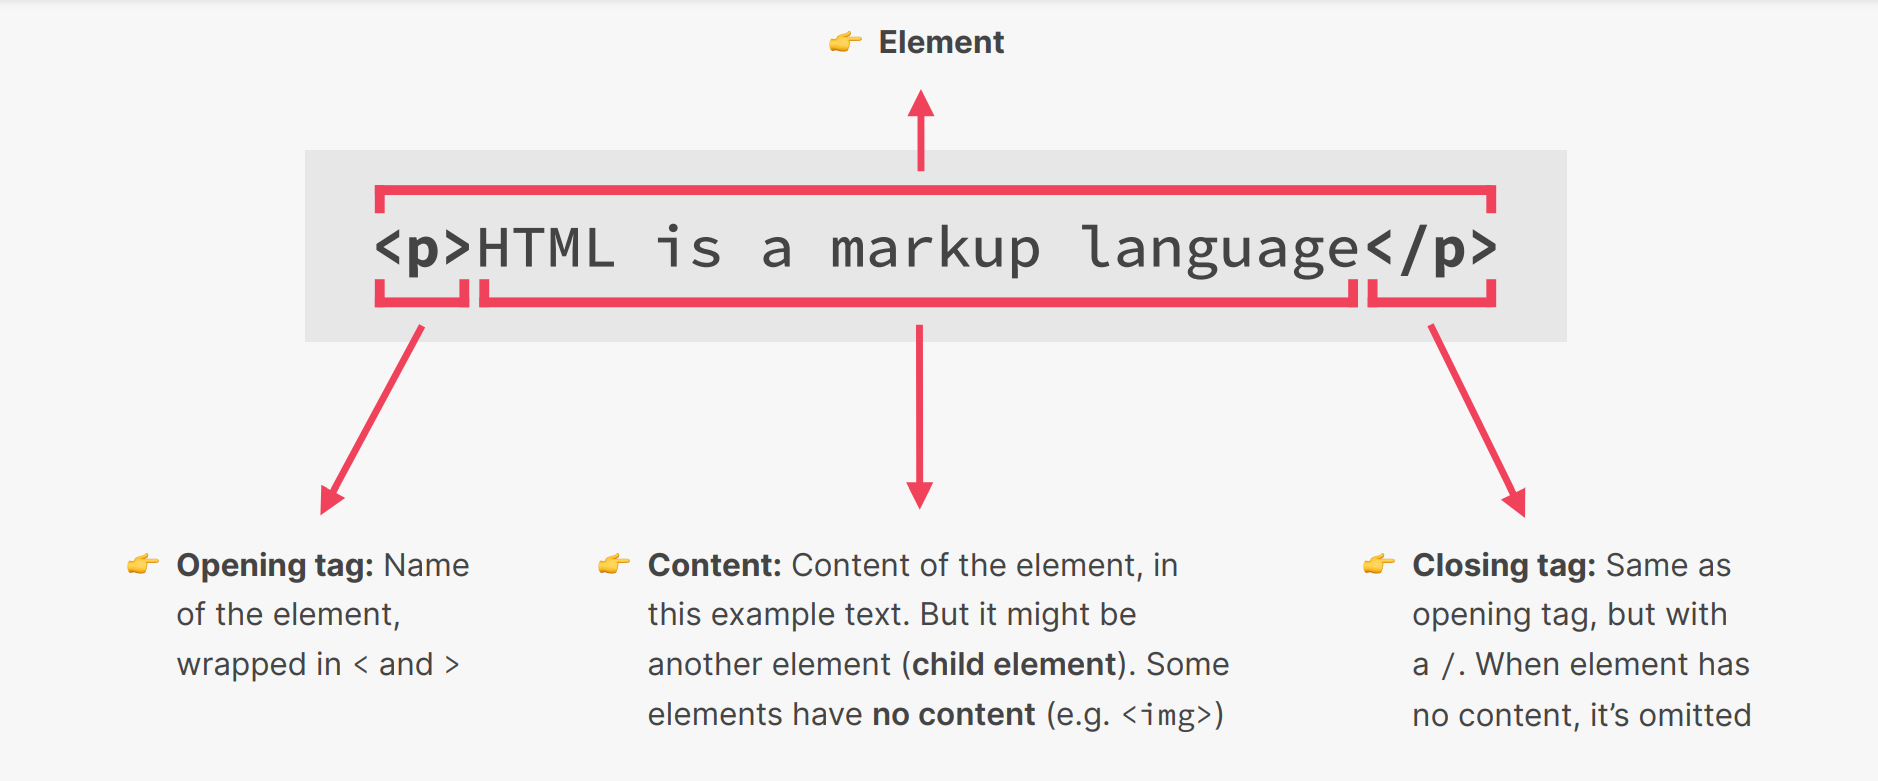 👉 Element
<p>HTML is a markup language</p>
👉 Opening tag: Name
of the element,
wrapped in < and >
👉 Content: Content of the element, in
this example text. But it might be
another element (child element). Some
elements have no content (e.g. <img>)
👉 Closing tag: Same as
opening tag, but with
a /. When element has
no content, it’s omitted